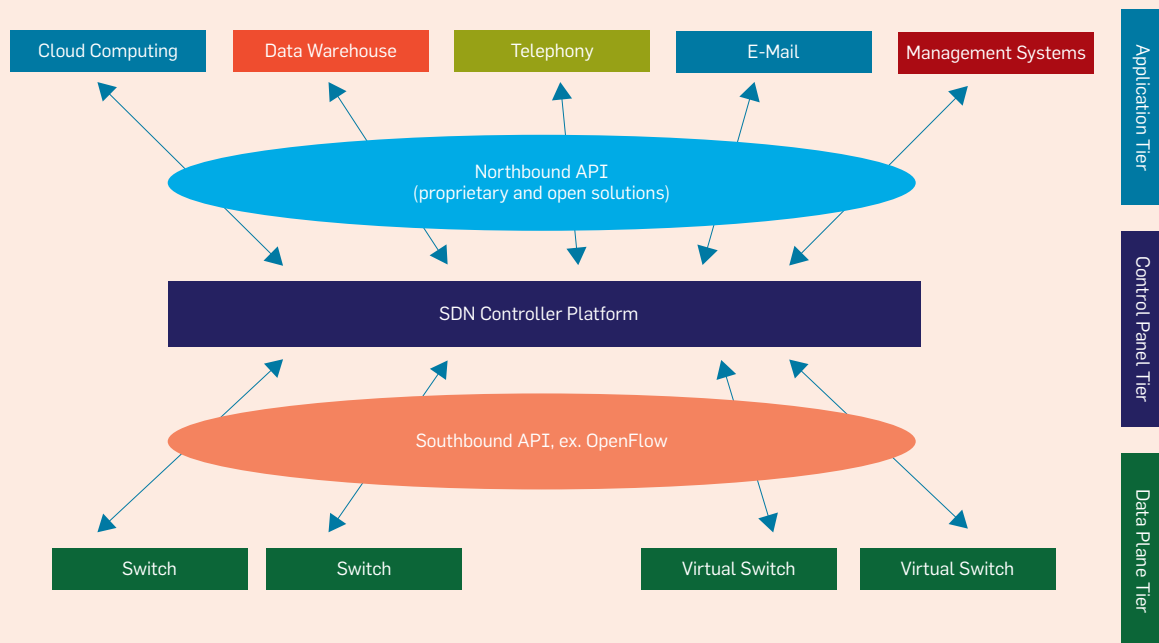 Cloud Computing
Data Warehouse
Telephony
E-Mail
Management Systems
Application Tier
Northbound API
(proprietary and open solutions)
SDN Controller Platform
Control Panel Tier
Southbound API, ex. OpenFlow
Switch
Switch
Virtual Switch
Virtual Switch
Data Plane Tier